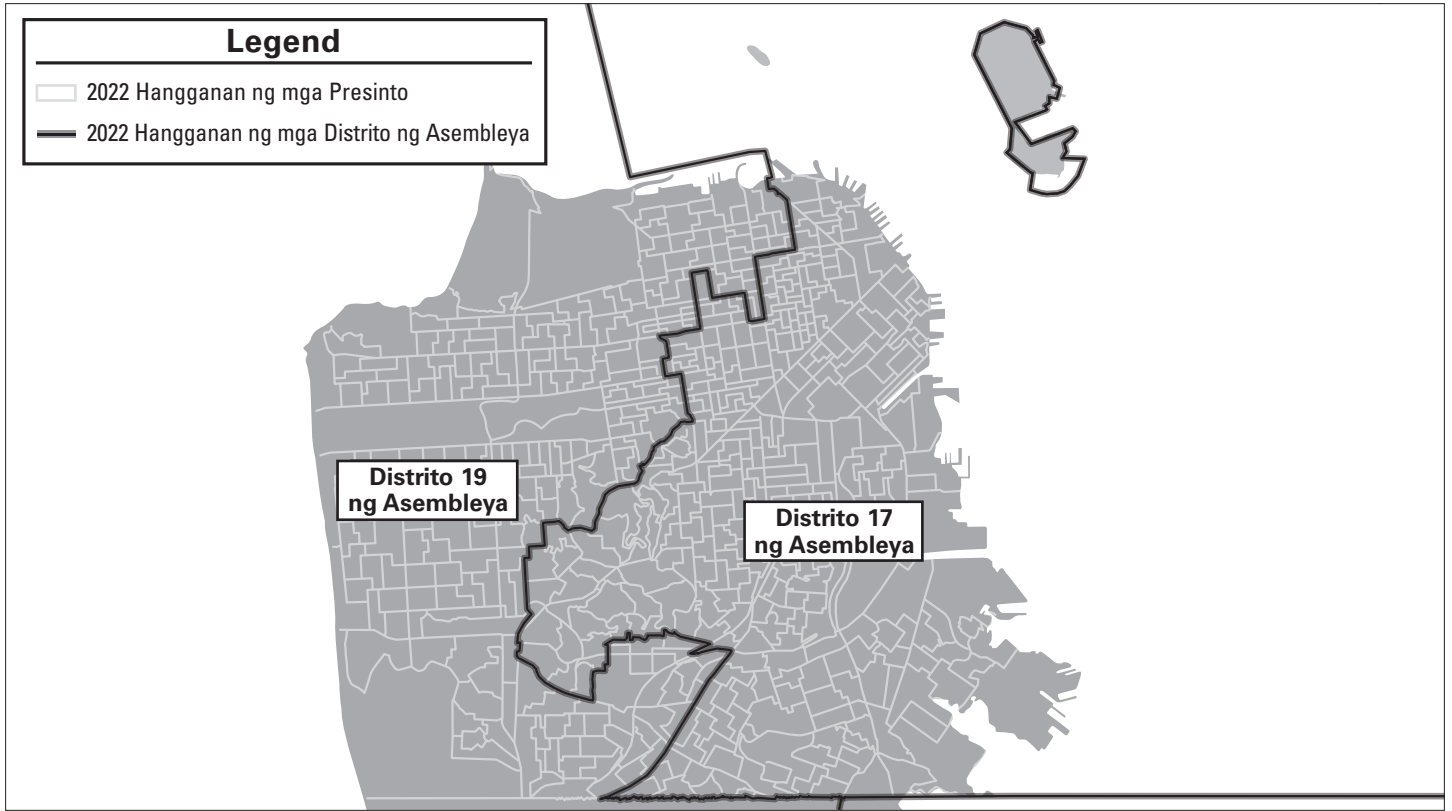 Legend
2022 Hangganan ng mga Presinto
2022 Hangganan ng mga Distrito ng Asembleya
Distrito 19
ng Asembleya
Distrito 17
ng Asembleya